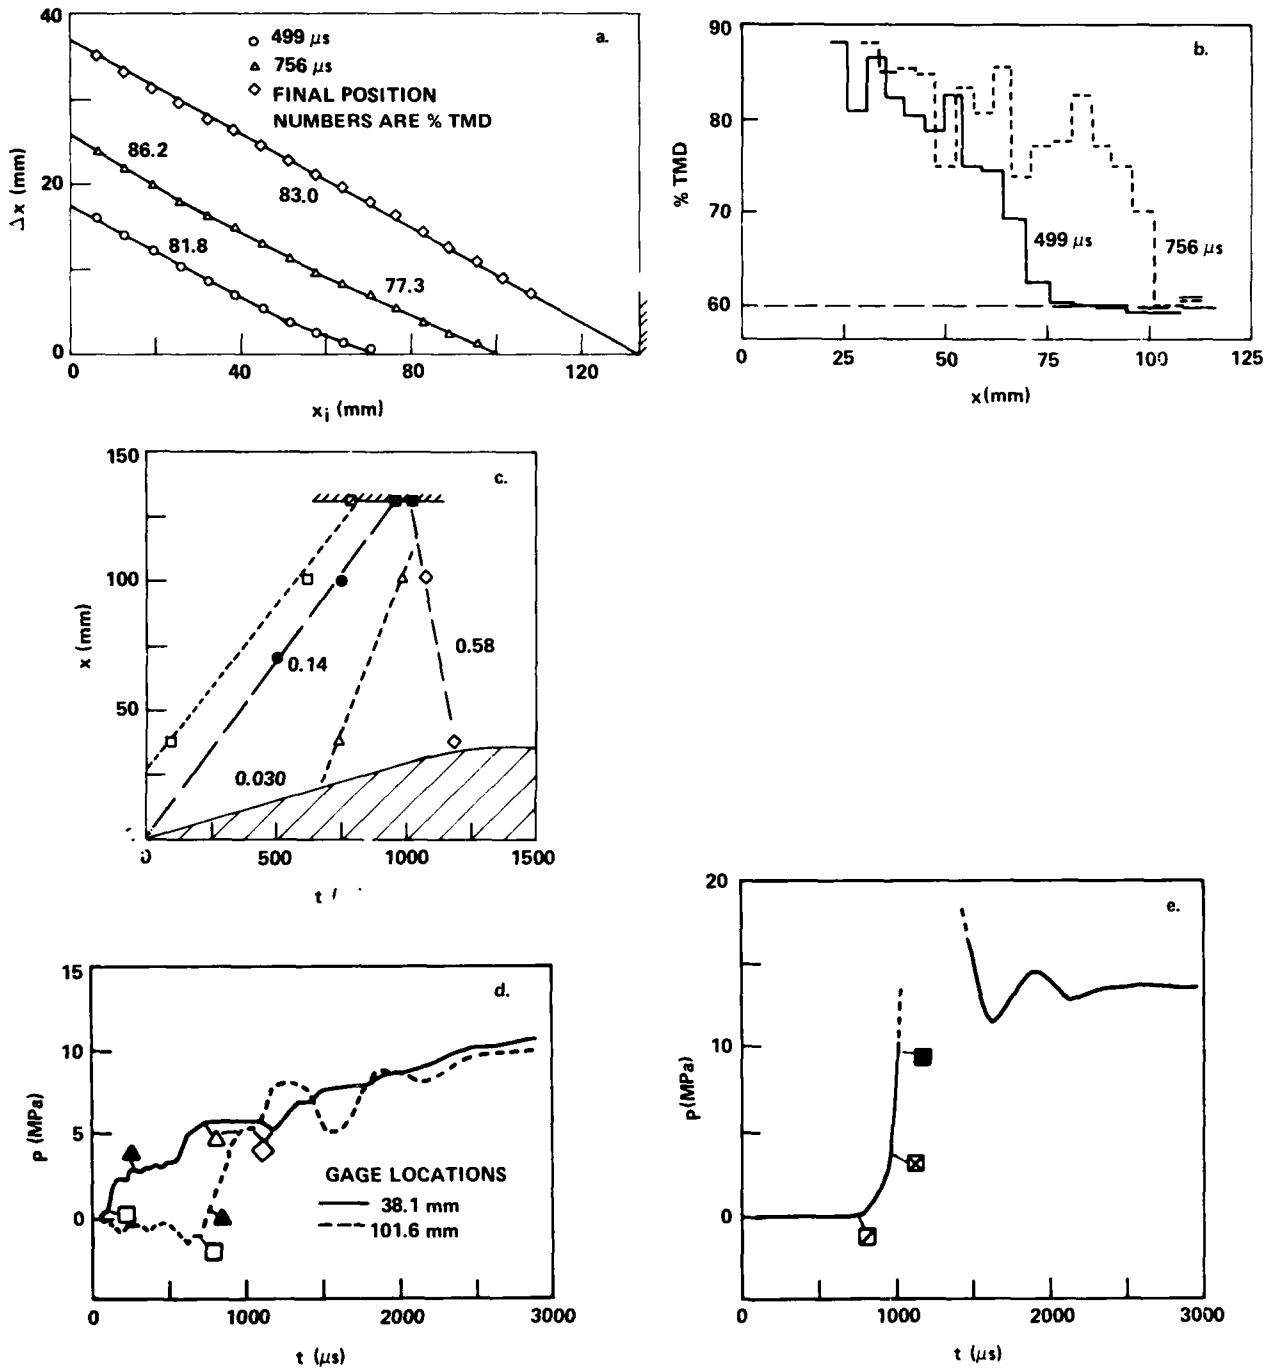 40
20
0
Δx (mm)
a.
499 μs
756 μs
FINAL POSITION
NUMBERS ARE % TMD
86.2
83.0
81.8
77.3
0 40 80 120
x i (mm)
90
80
70
60
% TMD
b.
499 μs
756 μs
0 25 50 75 100 125
x (mm)
150
100
50
x (mm)
c.
0.14
0.58
0.030
0 500 1000 1500
t
15
10
5
0
P (MPa)
d.
GAGE LOCATIONS
38.1 mm
101.6 mm
0 1000 2000 3000
t (μs)
20
10
0
P (MPa)
e.
0 1000 2000 3000
t (μs)